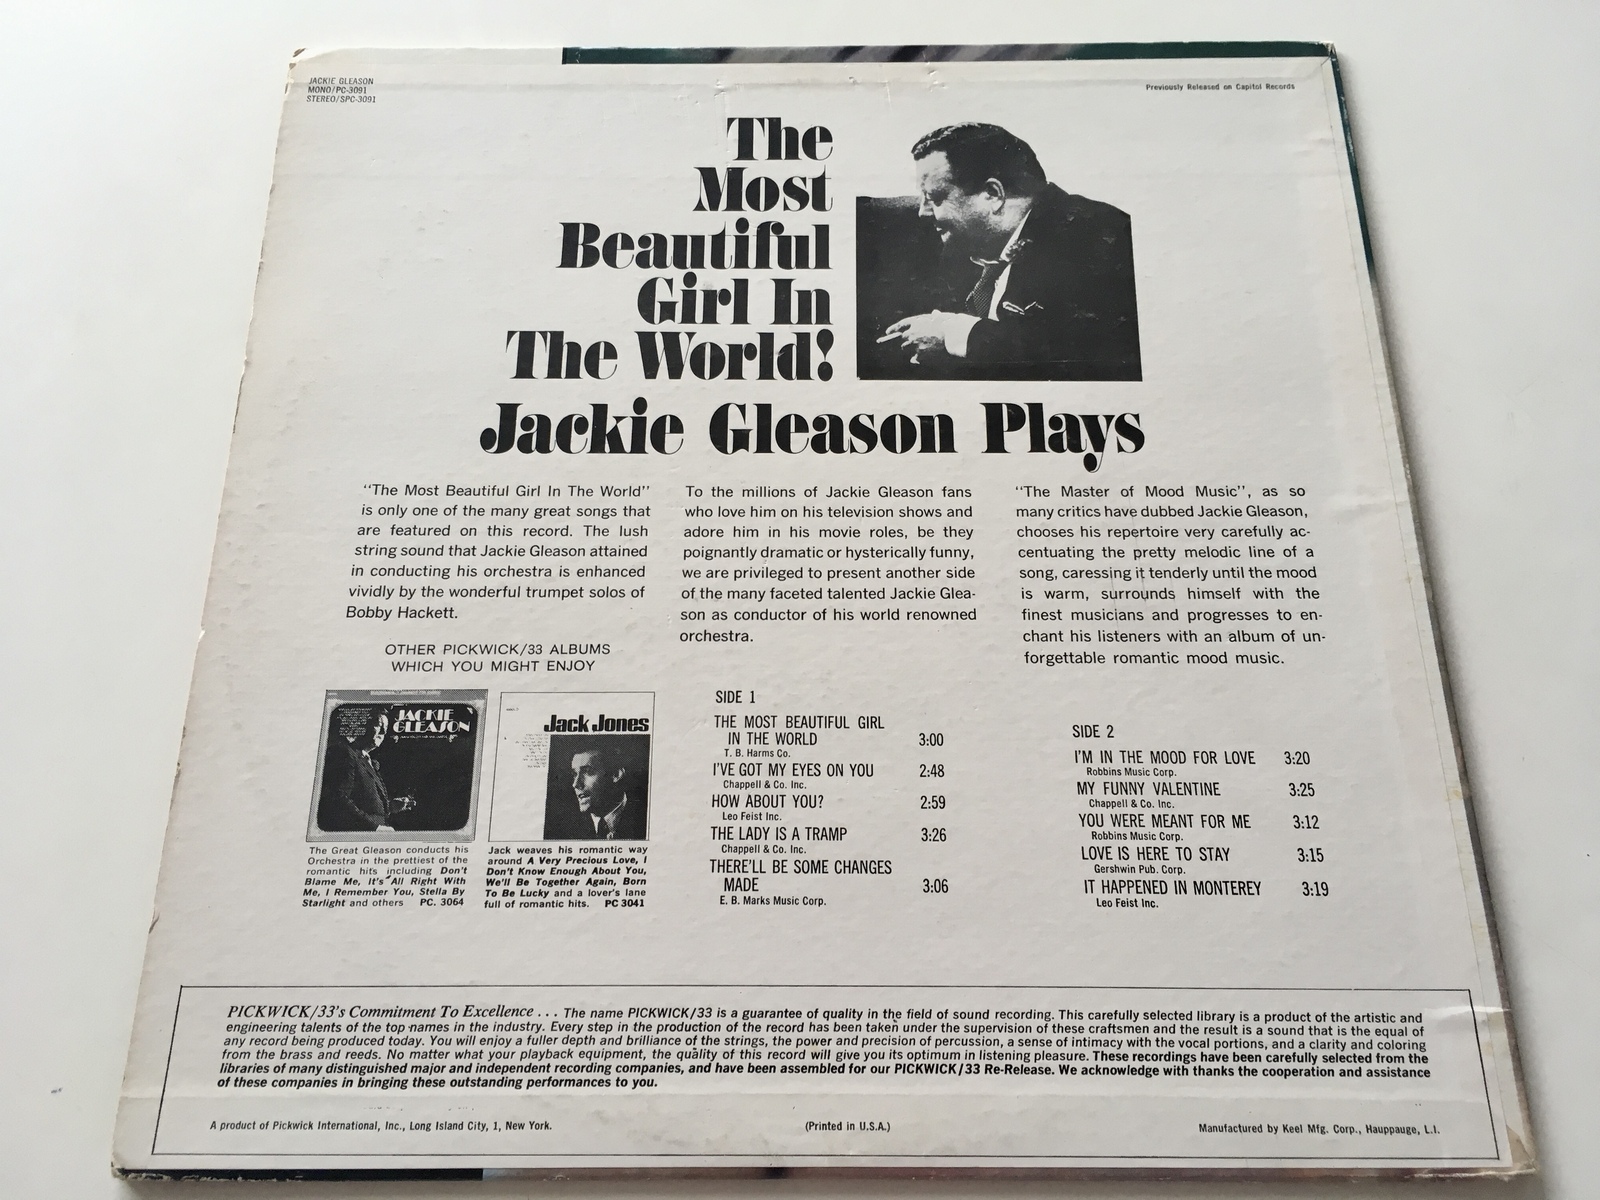 JACKIE GLEASON
MONO/PC-3091
STEREO/SPC-3091
Previously Released on Capitol Records
The
Most
Beautiful
Girl In
The World!
Jackie Gleason Plays
"The Most Beautiful Girl In The World"
is only one of the many great songs that
are featured on this record. The lush
string sound that Jackie Gleason attained
in conducting his orchestra is enhanced
vividly by the wonderful trumpet solos of
Bobby Hackett.
To the millions of Jackie Gleason fans
who love him on his television shows and
adore him in his movie roles, be they
poignantly dramatic or hysterically funny,
we are privileged to present another side
of the many faceted talented Jackie Glea-
son as conductor of his world renowned
orchestra.
"The Master of Mood Music", as so
many critics have dubbed Jackie Gleason,
chooses his repertoire very carefully ac-
centuating the pretty melodic line of a
song, caressing it tenderly until the mood
is warm, surrounds himself with the
finest musicians and progresses to en-
chant his listeners with an album of un-
forgettable romantic mood music.
OTHER PICKWICK/33 ALBUMS
WHICH YOU MIGHT ENJOY
JACKIE
GLEASON
Jack Jones
The Great Gleason conducts his
Orchestra in the prettiest of the
romantic hits including Don't
Blame Me, It's All Right With
Me, I Remember You, Stella By
Starlight and others PC. 3064
Jack weaves his romantic way
around A Very Precious Love, I
Don't Know Enough About You,
We'll Be Together Again, Born
To Be Lucky and a lover's lane
full of romantic hits. PC 3041
SIDE 1
THE MOST BEAUTIFUL GIRL
IN THE WORLD 3:00
T. B. Harms Co.
I'VE GOT MY EYES ON YOU 2:48
Chappell & Co. Inc.
HOW ABOUT YOU? 2:59
Leo Feist Inc.
THE LADY IS A TRAMP 3:26
Chappell & Co. Inc.
THERE'LL BE SOME CHANGES
MADE 3:06
E. B. Marks Music Corp.
SIDE 2
I'M IN THE MOOD FOR LOVE 3:20
Robbins Music Corp.
MY FUNNY VALENTINE 3:25
Chappell & Co. Inc.
YOU WERE MEANT FOR ME 3:12
Robbins Music Corp.
LOVE IS HERE TO STAY 3:15
Gershwin Pub. Corp.
IT HAPPENED IN MONTEREY 3:19
Leo Feist Inc.
PICKWICK/33's Commitment To Excellence . . . The name PICKWICK/33 is a guarantee of quality in the field of sound recording. This carefully selected library is a product of the artistic and
engineering talents of the top names in the industry. Every step in the production of the record has been taken under the supervision of these craftsmen and the result is a sound that is the equal of
any record being produced today. You will enjoy a fuller depth and brilliance of the strings, the power and precision of percussion, a sense of intimacy with the vocal portions, and a clarity and coloring
from the brass and reeds. No matter what your playback equipment, the quality of this record will give you its optimum in listening pleasure. These recordings have been carefully selected from the
libraries of many distinguished major and independent recording companies, and have been assembled for our PICKWICK/33 Re-Release. We acknowledge with thanks the cooperation and assistance
of these companies in bringing these outstanding performances to you.
A product of Pickwick International, Inc., Long Island City, 1, New York.
(Printed in U.S.A.)
Manufactured by Keel Mfg. Corp., Hauppauge, L.I.